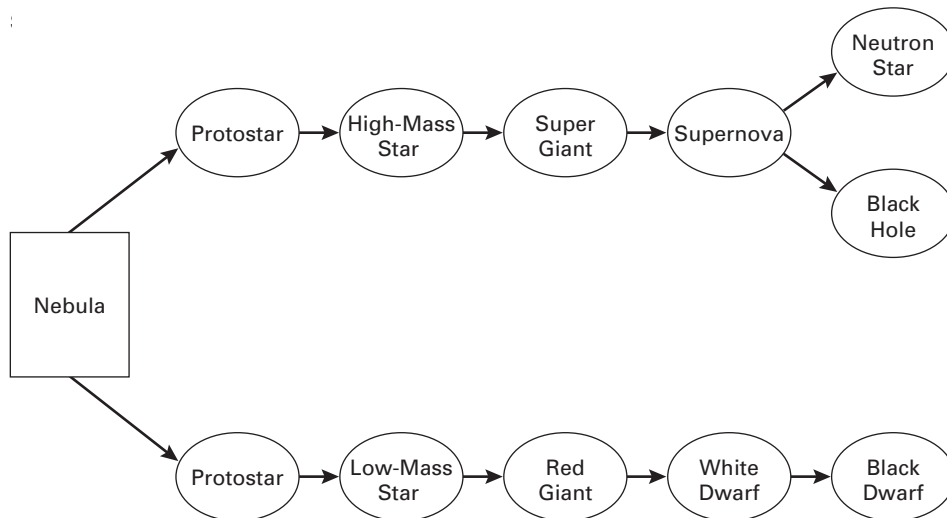 Neutron
Star
Protostar
High-Mass
Star
Super
Giant
Supernova
Black
Hole
Nebula
Protostar
Low-Mass
Star
Red
Giant
White
Dwarf
Black
Dwarf